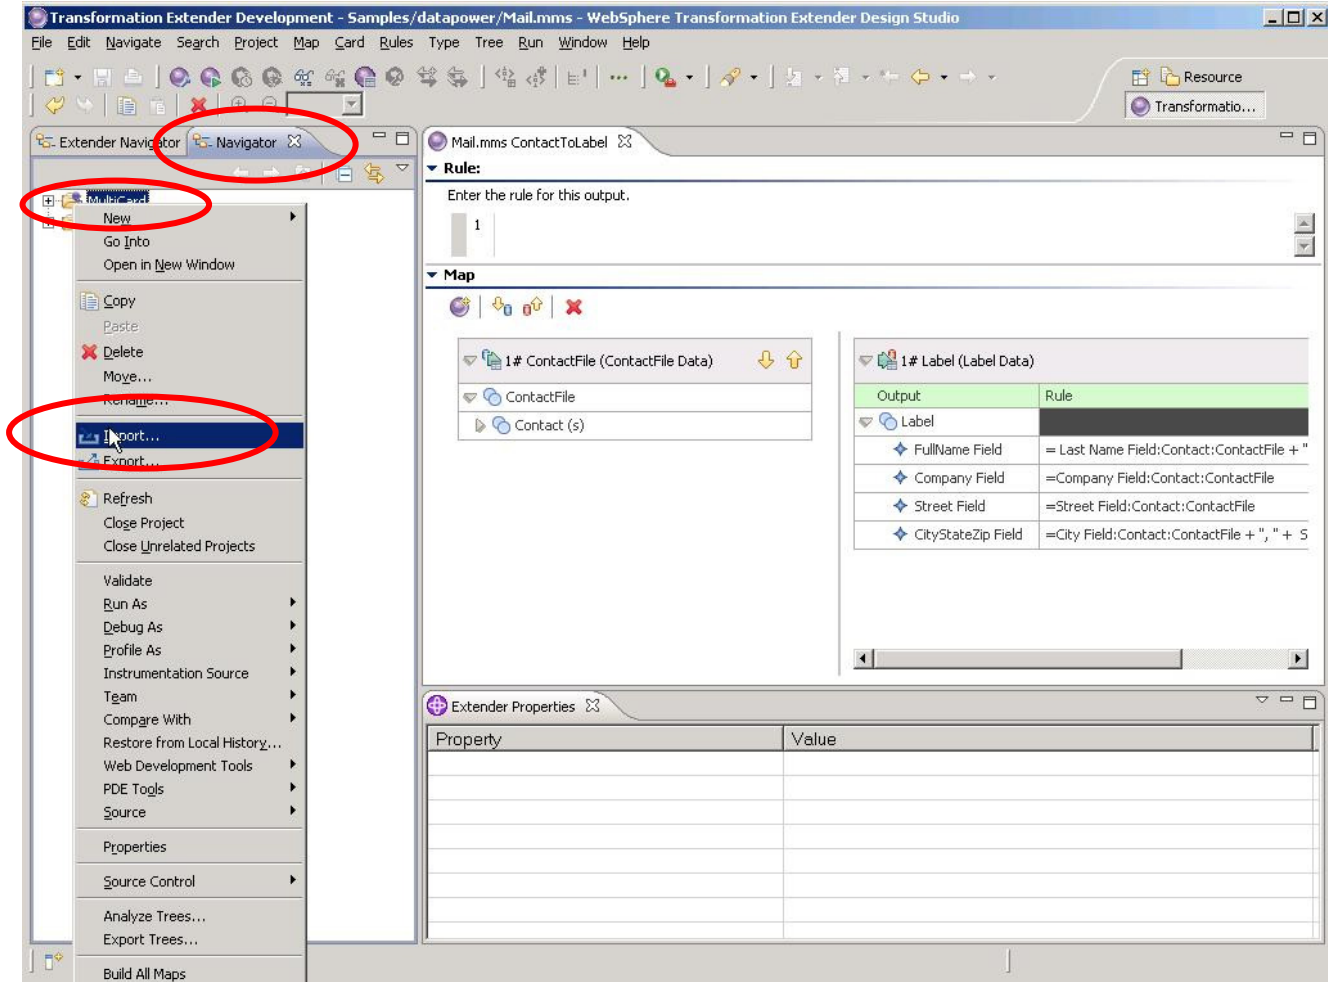 Transformation Extender Development - Samples/datapower/Mail.mms - WebSphere Transformation Extender Design Studio
File Edit Navigate Search Project Map Card Rules Type Tree Run Window Help
Resource
Transformatio...
Extender Navigator Navigator
Mail.mms ContactToLabel
Rule:
Enter the rule for this output.
1
MultiCard
New
Go Into
Open in New Window
Copy
Paste
Delete
Move...
Rename...
Import...
Export...
Refresh
Close Project
Close Unrelated Projects
Validate
Run As
Debug As
Profile As
Instrumentation Source
Team
Compare With
Restore from Local History...
Web Development Tools
PDE Tools
Source
Properties
Source Control
Analyze Trees...
Export Trees...
Build All Maps
Map
1# ContactFile (ContactFile Data)
ContactFile
Contact (s)
1# Label (Label Data)
Output Rule
Label
FullName Field = Last Name Field:Contact:ContactFile + "
Company Field =Company Field:Contact:ContactFile
Street Field =Street Field:Contact:ContactFile
CityStateZip Field =City Field:Contact:ContactFile + ", " + S
Extender Properties
Property Value